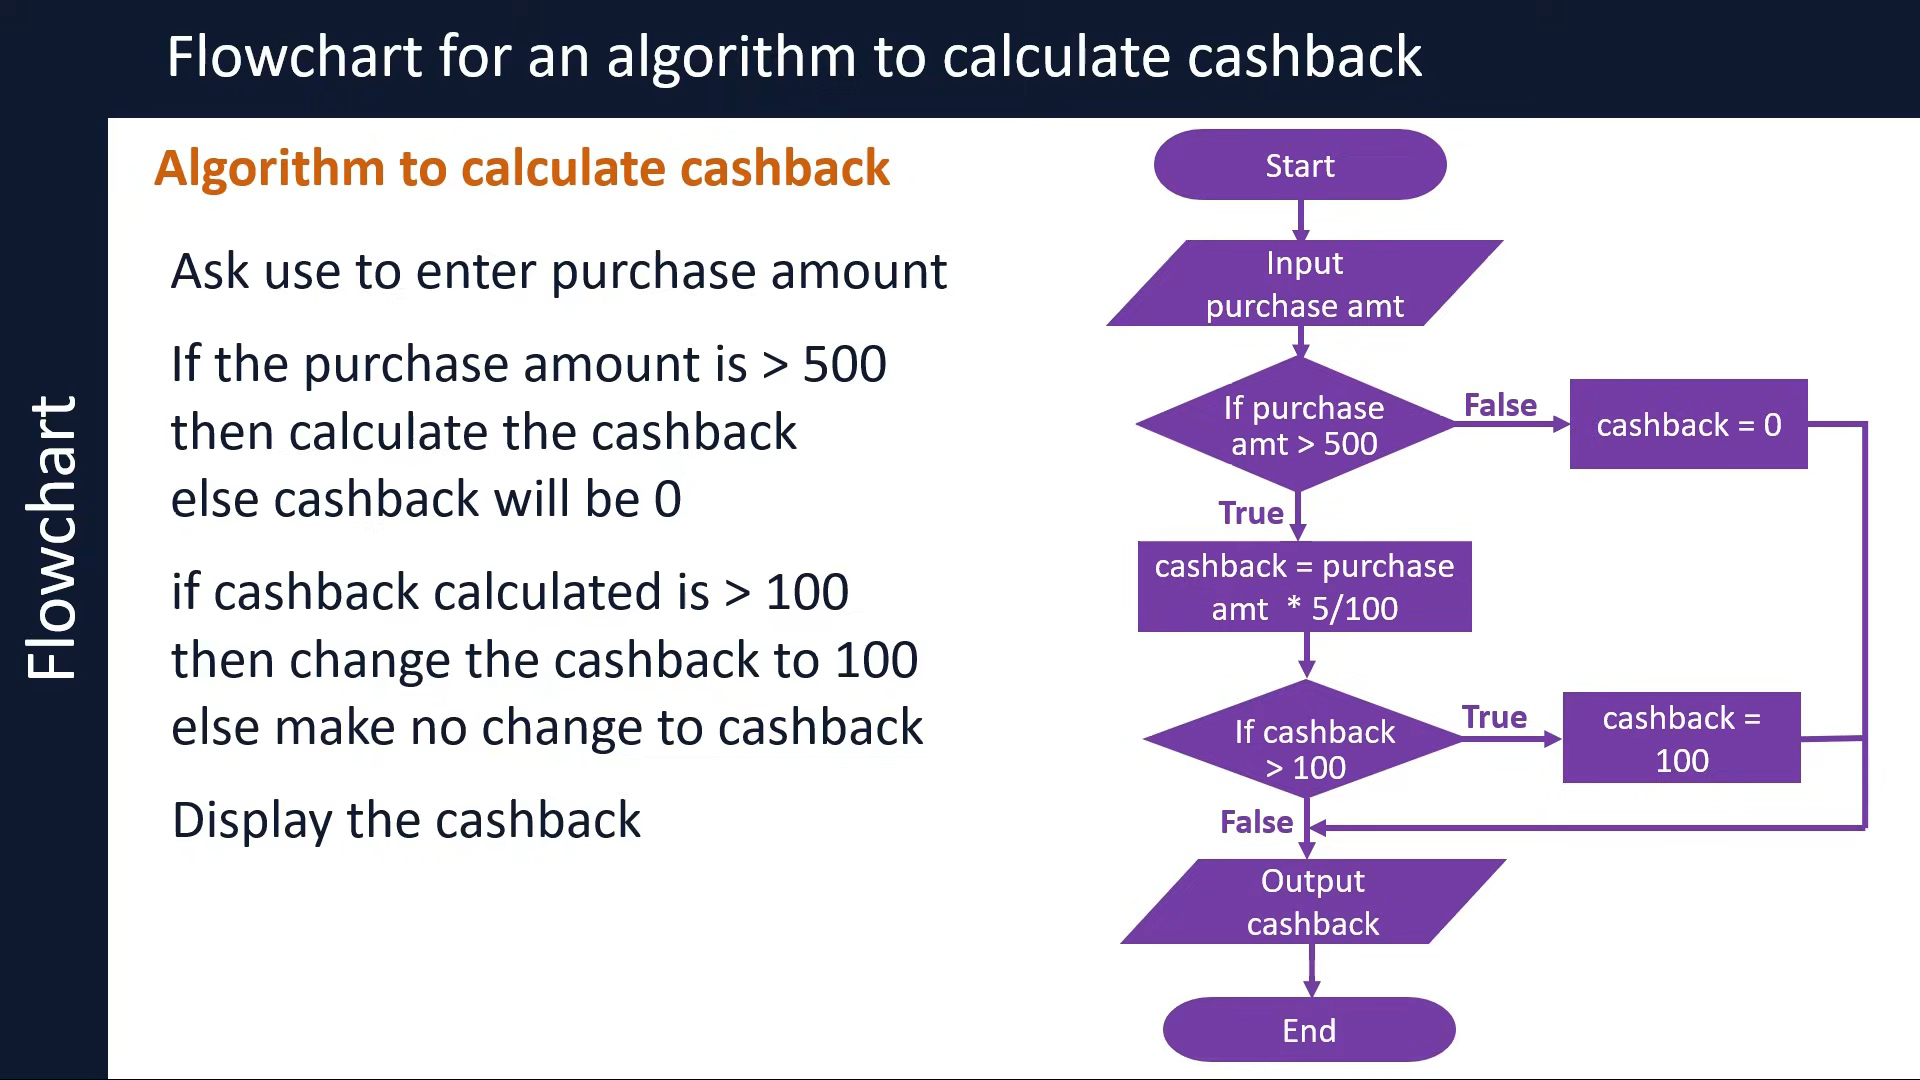 Flowchart for an algorithm to calculate cashback
Flowchart
Algorithm to calculate cashback
Ask use to enter purchase amount
If the purchase amount is > 500
then calculate the cashback
else cashback will be 0
if cashback calculated is > 100
then change the cashback to 100
else make no change to cashback
Display the cashback
Start
Input
purchase amt
If purchase
amt > 500
False
cashback = 0
True
cashback = purchase
amt * 5/100
If cashback
> 100
True
cashback =
100
False
Output
cashback
End